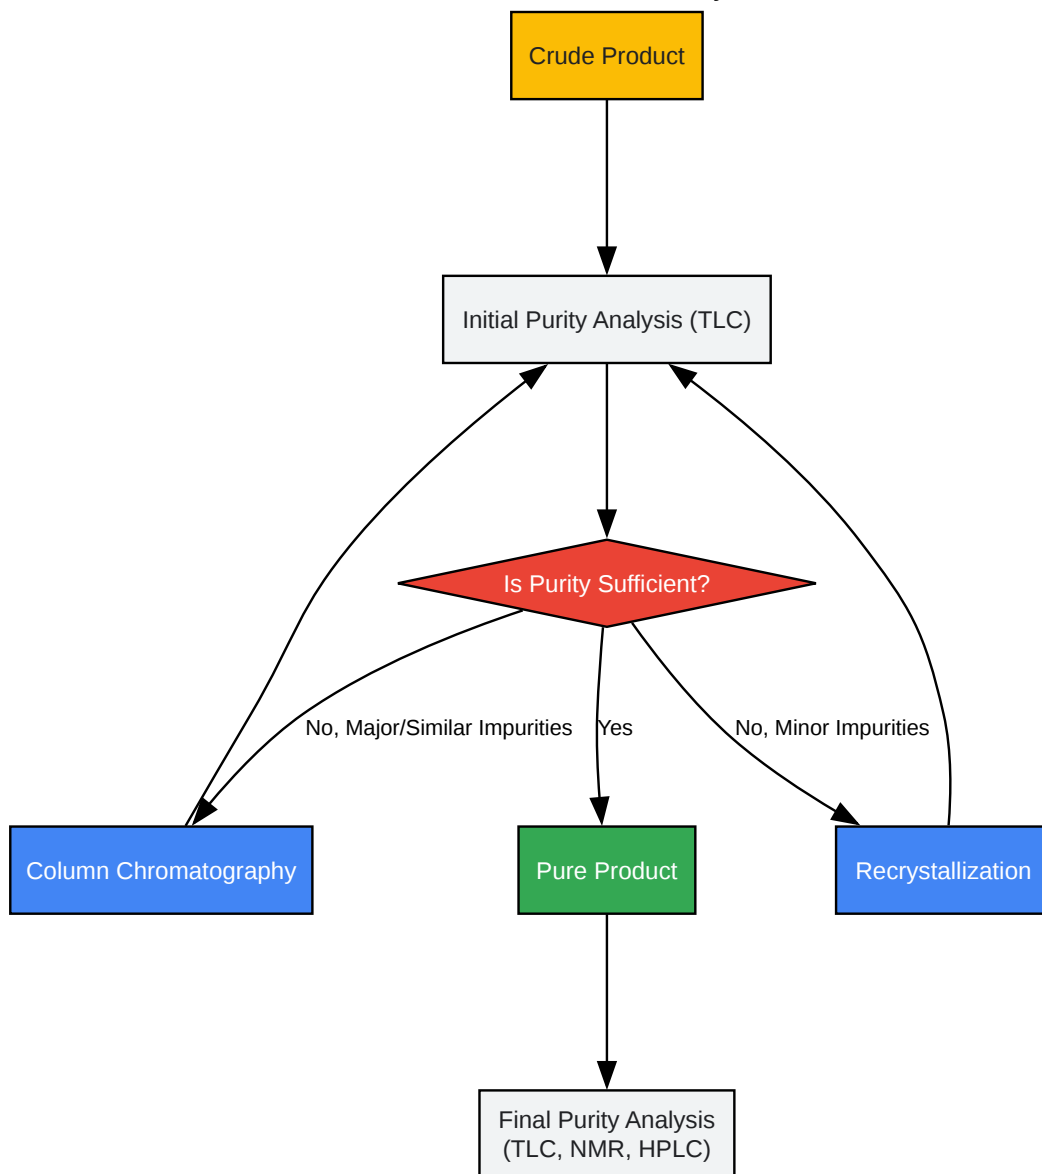 Crude Product
Initial Purity Analysis (TLC)
Is Purity Sufficient?
No, Major/Similar Impurities
Yes
No, Minor Impurities
Column Chromatography
Pure Product
Recrystallization
Final Purity Analysis
(TLC, NMR, HPLC)